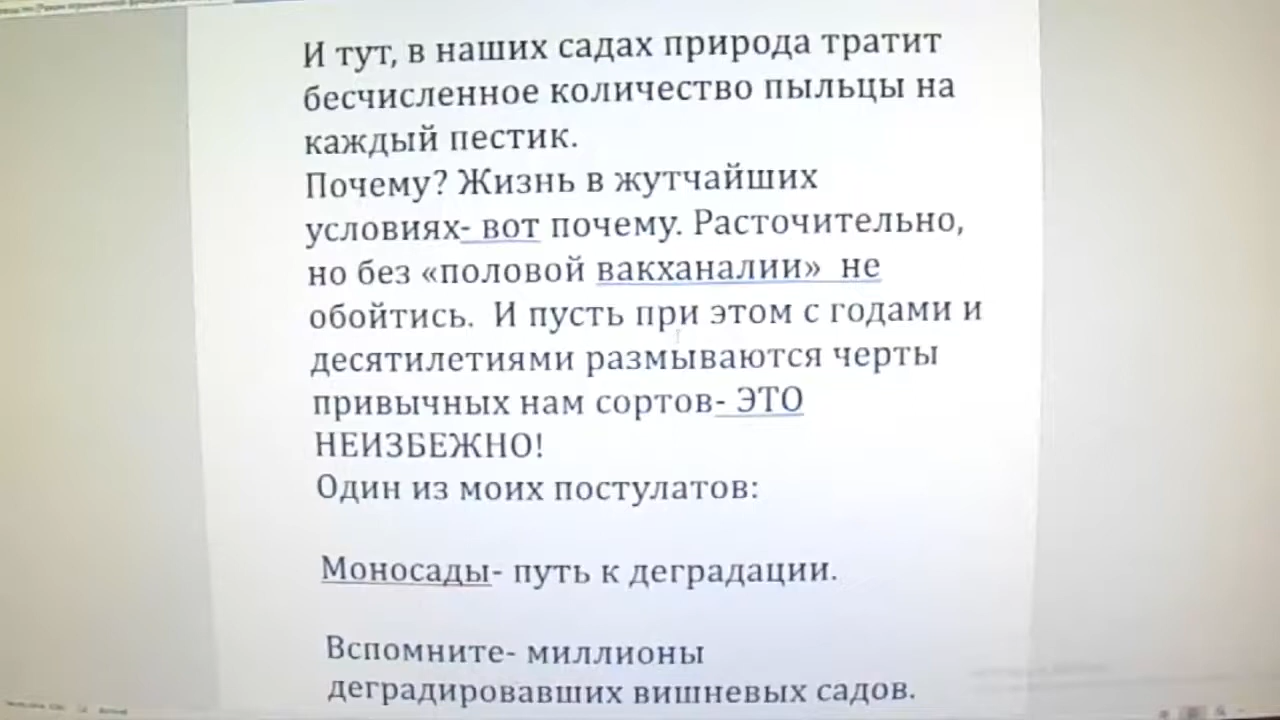 И тут, в наших садах природа тратит
бесчисленное количество пыльцы на
каждый пестик.
Почему? Жизнь в жутчайших
условиях- вот почему. Расточительно,
но без «половой вакханалии»  не
обойтись.  И пусть при этом с годами и
десятилетиями размываются черты
привычных нам сортов- ЭТО
НЕИЗБЕЖНО!
Один из моих постулатов:
Моносады- путь к деградации.
Вспомните- миллионы
деградировавших вишневых садов.